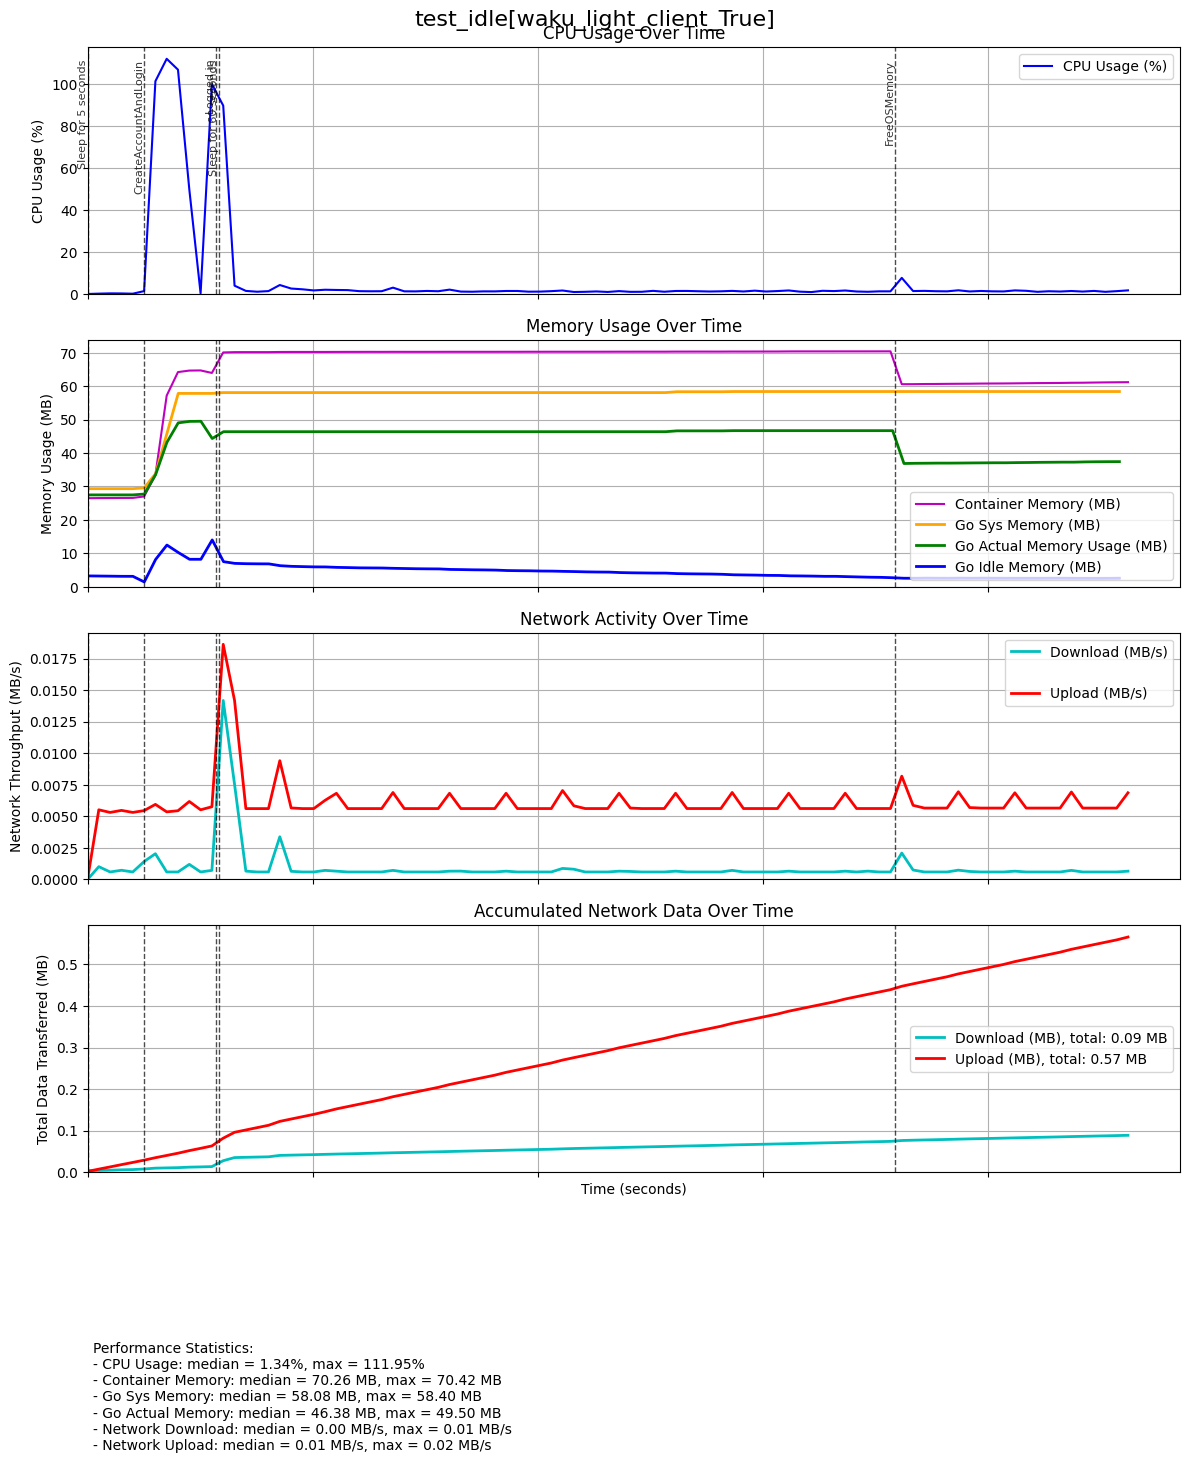 test_idle[waku_light_client_True]
CPU Usage Over Time
CPU Usage (%)
100
80
60
40
20
0
Sleep for 5 seconds
CreateAccountAndLogin
Logged in
Sleep for 60 seconds
FreeOSMemory
CPU Usage (%)
Memory Usage Over Time
Memory Usage (MB)
70
60
50
40
30
20
10
0
Container Memory (MB)
Go Sys Memory (MB)
Go Actual Memory Usage (MB)
Go Idle Memory (MB)
Network Activity Over Time
Network Throughput (MB/s)
0.0175
0.0150
0.0125
0.0100
0.0075
0.0050
0.0025
0.0000
Download (MB/s)
Upload (MB/s)
Accumulated Network Data Over Time
Total Data Transferred (MB)
0.5
0.4
0.3
0.2
0.1
0.0
Download (MB), total: 0.09 MB
Upload (MB), total: 0.57 MB
Time (seconds)
Performance Statistics:
- CPU Usage: median = 1.34%, max = 111.95%
- Container Memory: median = 70.26 MB, max = 70.42 MB
- Go Sys Memory: median = 58.08 MB, max = 58.40 MB
- Go Actual Memory: median = 46.38 MB, max = 49.50 MB
- Network Download: median = 0.00 MB/s, max = 0.01 MB/s
- Network Upload: median = 0.01 MB/s, max = 0.02 MB/s